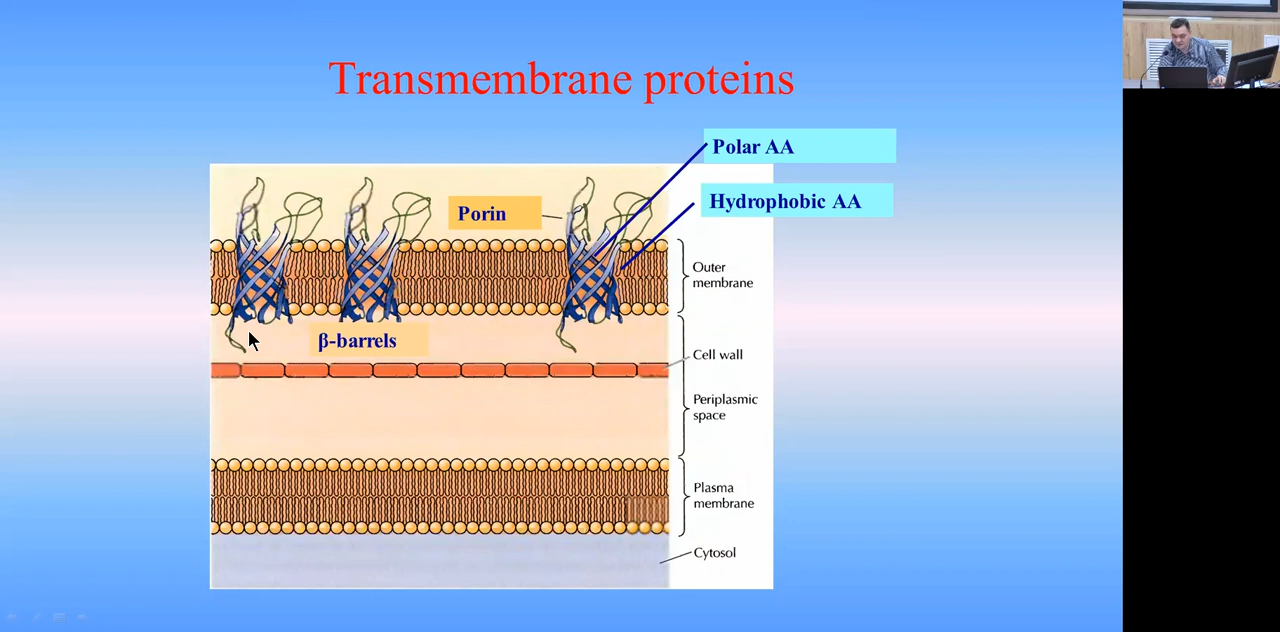 Transmembrane proteins
Polar AA
Hydrophobic AA
Porin
Outer
membrane
β-barrels
Cell wall
Periplasmic
space
Plasma
membrane
Cytosol